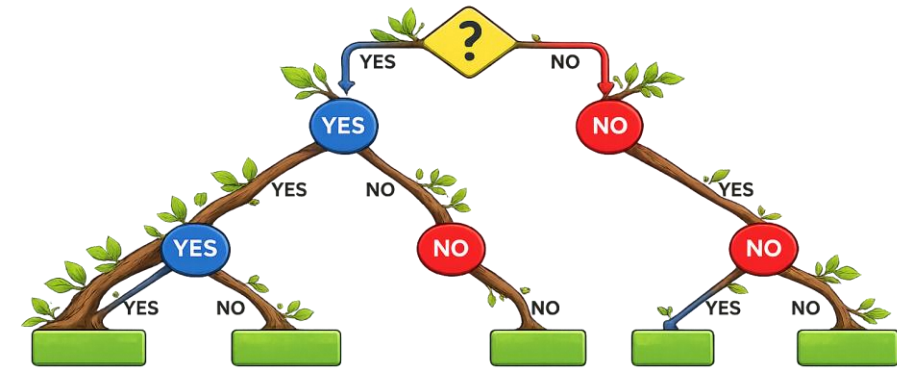 ?
YES NO
YES NO
YES NO YES
YES NO NO
YES NO NO YES NO